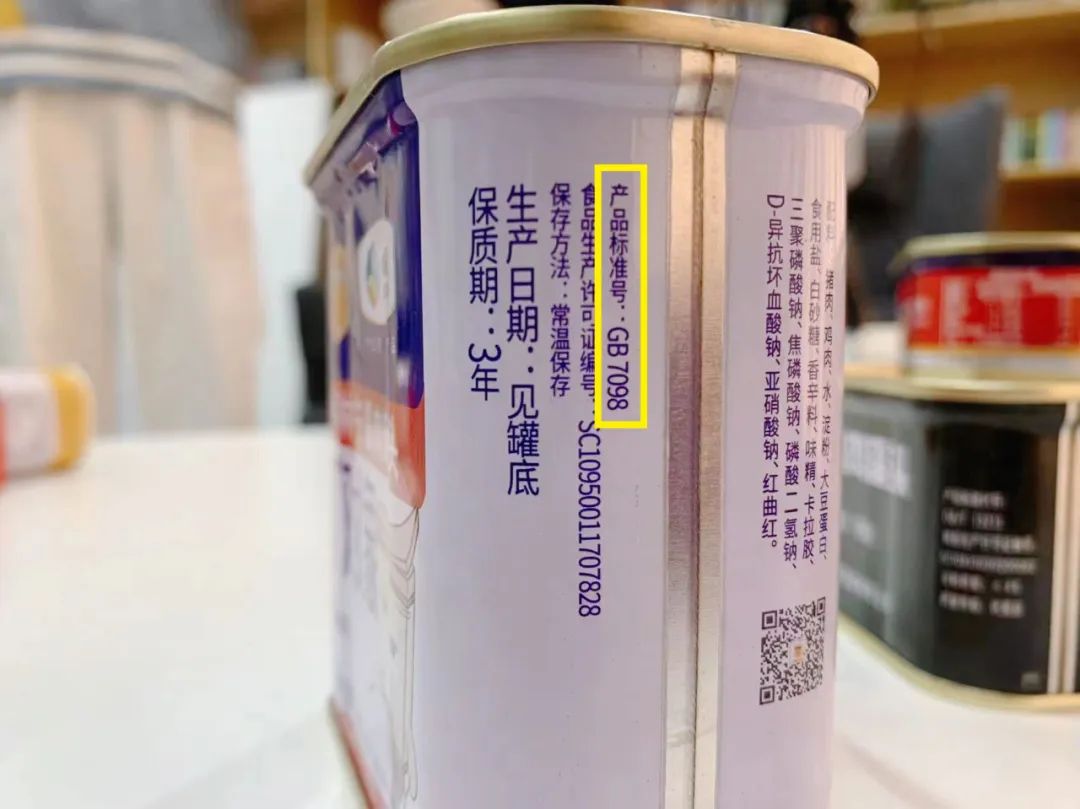 猪肉、鸡肉、水、淀粉、大豆蛋白、
食用盐、白砂糖、香辛料、味精、卡拉胶、
三聚磷酸钠、焦磷酸钠、磷酸二氢钠、
D-异抗坏血酸钠、亚硝酸钠、红曲红。
产品标准号：GB 7098
食品生产许可证编号：SC10950011707828
保存方法：常温保存
生产日期：见罐底
保质期：3年